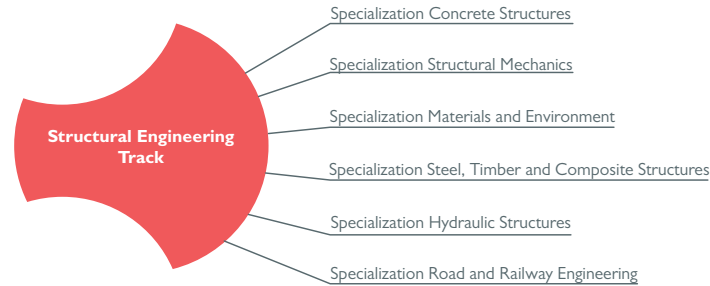 Specialization Concrete Structures
Specialization Structural Mechanics
Specialization Materials and Environment
Structural Engineering
Track
Specialization Steel, Timber and Composite Structures
Specialization Hydraulic Structures
Specialization Road and Railway Engineering